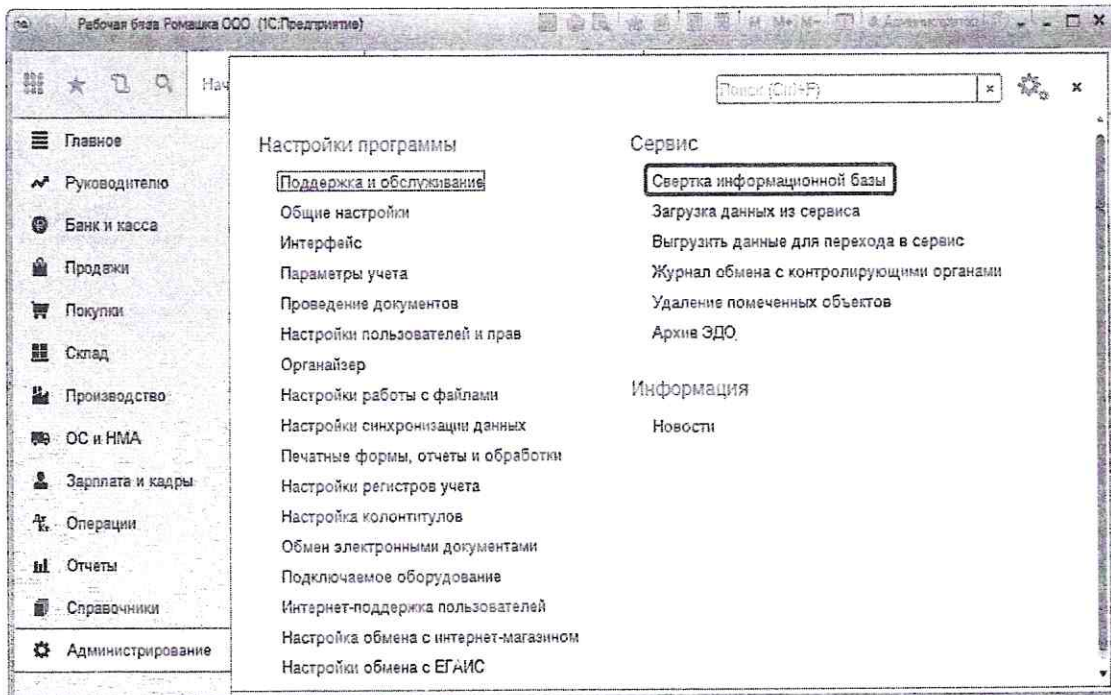 Рабочая база Ромашка ООО (1С:Предприятие)
M M+ M-
Нач
Поиск (Ctrl+F)
Главное
Руководителю
Банк и касса
Продажи
Покупки
Склад
Производство
ОС и НМА
Зарплата и кадры
Операции
Отчеты
Справочники
Администрирование
Настройки программы
Поддержка и обслуживание
Общие настройки
Интерфейс
Параметры учета
Проведение документов
Настройки пользователей и прав
Органайзер
Настройки работы с файлами
Настройки синхронизации данных
Печатные формы, отчеты и обработки
Настройки регистров учета
Настройка колонтитулов
Обмен электронными документами
Подключаемое оборудование
Интернет-поддержка пользователей
Настройка обмена с интернет-магазином
Настройки обмена с ЕГАИС
Сервис
Свертка информационной базы
Загрузка данных из сервиса
Выгрузить данные для перехода в сервис
Журнал обмена с контролирующими органами
Удаление помеченных объектов
Архив ЭДО
Информация
Новости